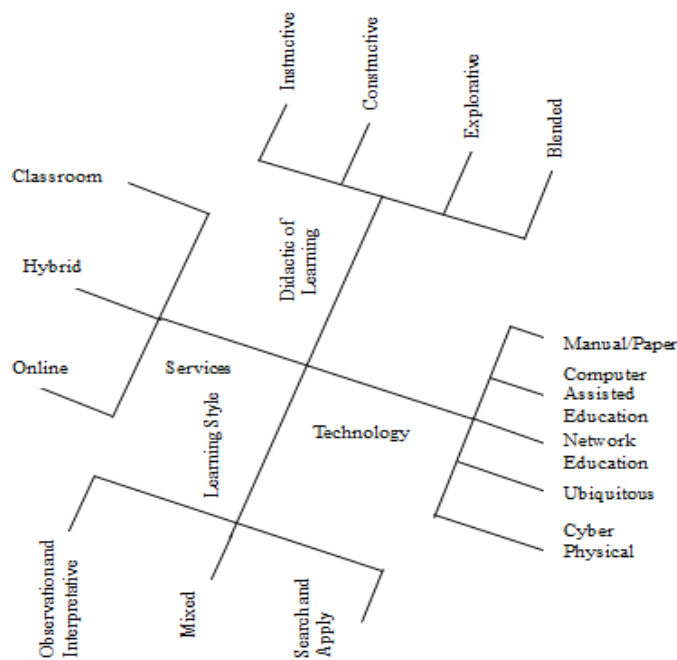 Instructive
Constructive
Explorative
Blended
Classroom
Hybrid
Online
Services
Didactic of
Learning
Learning Style
Technology
Manual/Paper
Computer
Assisted
Education
Network
Education
Ubiquitous
Cyber
Physical
Observation and
Interpretative
Mixed
Search and
Apply